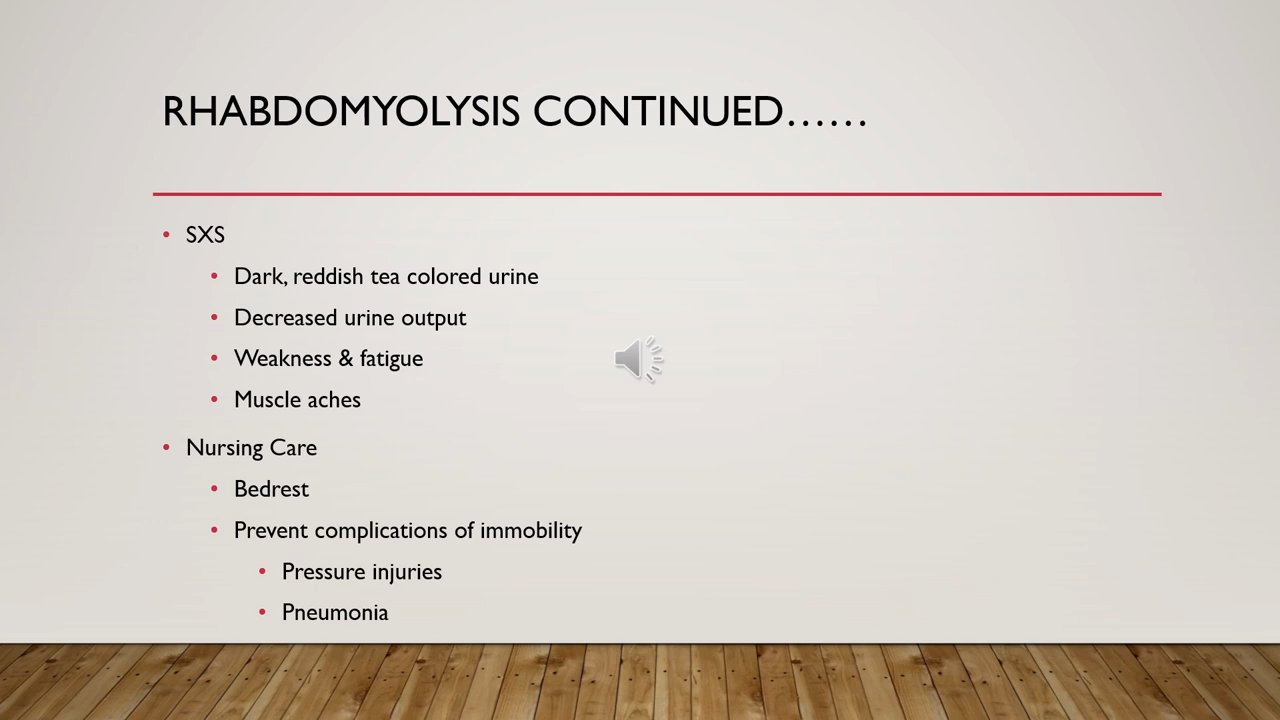 RHABDOMYOLYSIS CONTINUED......
• SXS
• Dark, reddish tea colored urine
• Decreased urine output
• Weakness & fatigue
• Muscle aches
• Nursing Care
• Bedrest
• Prevent complications of immobility
• Pressure injuries
• Pneumonia